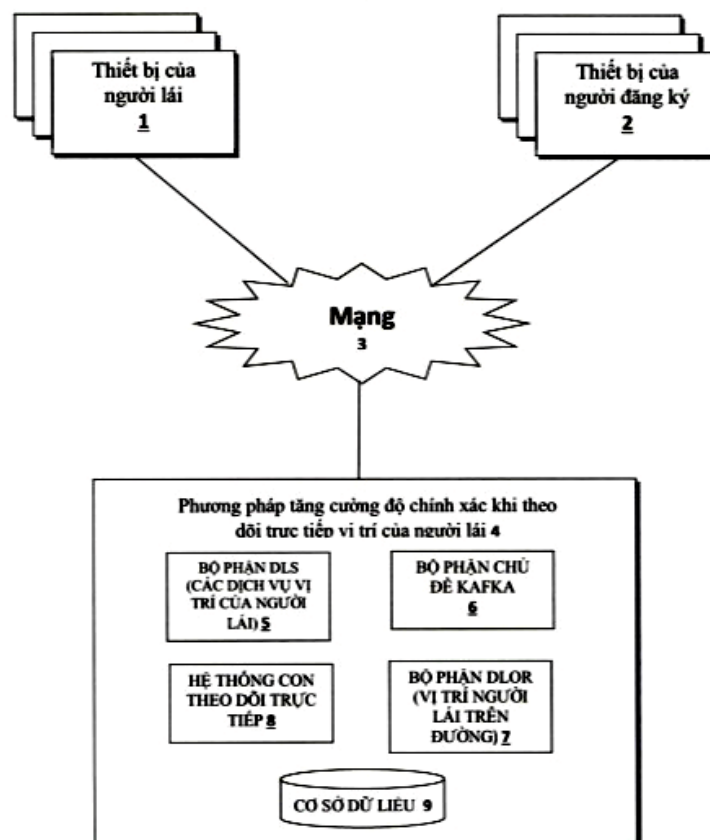 Thiết bị của
người lái
1
Thiết bị của
người đăng ký
2
Mạng
3
Phương pháp tăng cường độ chính xác khi theo
dõi trực tiếp vị trí của người lái 4
BỘ PHẬN DLS
(CÁC DỊCH VỤ VỊ
TRÍ CỦA NGƯỜI
LÁI) 5
BỘ PHẬN CHỦ
ĐỀ KAFKA
6
HỆ THỐNG CON
THEO DÕI TRỰC
TIẾP 8
BỘ PHẬN DLOR
(VỊ TRÍ NGƯỜI
LÁI TRÊN
ĐƯỜNG) 7
CƠ SỞ DỮ LIỆU 9